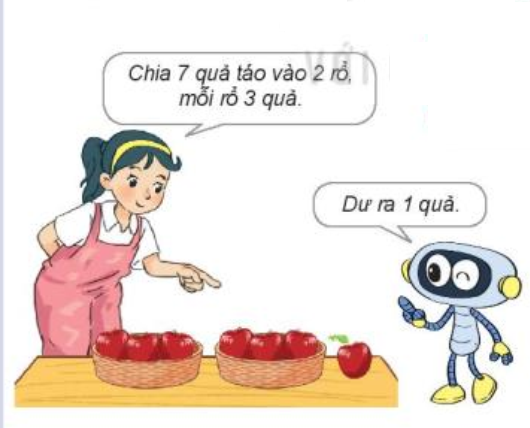 Chia 7 quả táo vào 2 rổ,
mỗi rổ 3 quả.
Dư ra 1 quả.